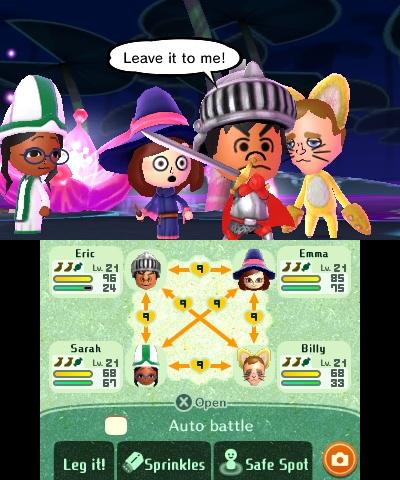 Leave it to me!
Eric
Lv. 21
96
24
Emma
Lv. 21
85
75
9
9
9
9
9
9
Sarah
Lv. 21
68
67
Billy
Lv. 21
68
33
X Open
Auto battle
Leg it!
Sprinkles
Safe Spot